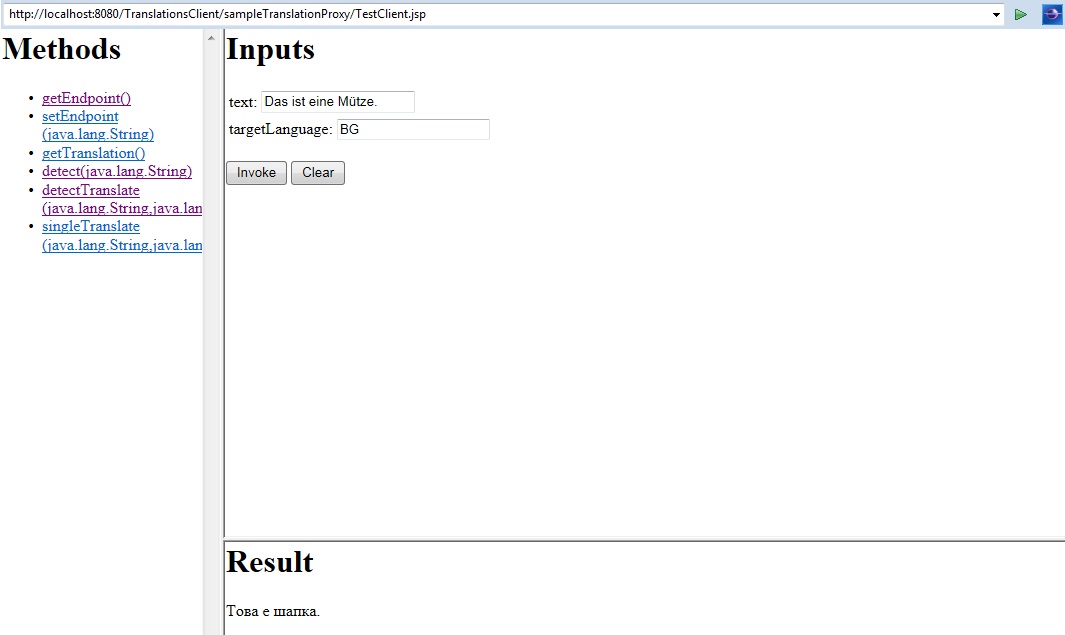 http://localhost:8080/TranslationsClient/sampleTranslationProxy/TestClient.jsp
Methods
getEndpoint()
setEndpoint
(java.lang.String)
getTranslation()
detect(java.lang.String)
detectTranslate
(java.lang.String,java.lan
singleTranslate
(java.lang.String,java.lan
Inputs
text: Das ist eine Mütze.
targetLanguage: BG
Invoke Clear
Result
Това е шапка.